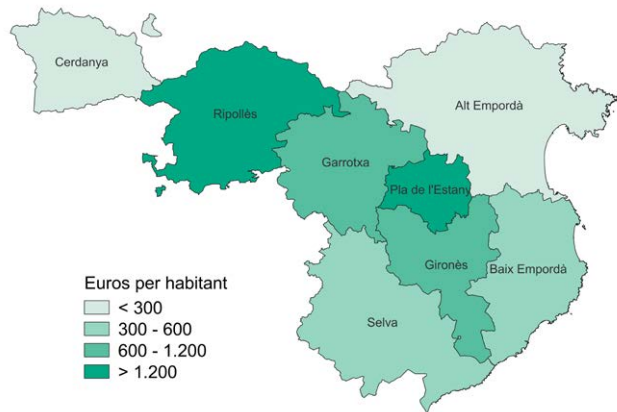 Cerdanya
Ripollès
Alt Empordà
Garrotxa
Pla de l'Estany
Gironès
Baix Empordà
Selva
Euros per habitant
< 300
300 - 600
600 - 1.200
> 1.200